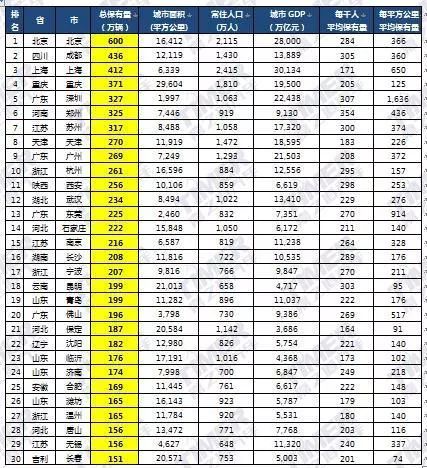 排名 省 市 总保有量(万辆) 城市面积(平方公里) 常住人口(万人) 城市 GDP(万亿元) 每千人平均保有量 每平方公里平均保有量
1 北京 北京 600 16,412 2,115 28,000 284 366
2 四川 成都 436 12,119 1,430 13,889 305 360
3 上海 上海 412 6,339 2,415 30,134 171 650
4 重庆 重庆 371 29,604 1,810 19,500 205 125
5 广东 深圳 327 1,997 1,063 22,438 307 1,636
6 河南 郑州 325 7,446 919 9,130 354 436
7 江苏 苏州 317 8,488 1,058 17,320 300 374
8 天津 天津 270 11,919 1,472 18,595 183 226
9 广东 广州 269 7,249 1,293 21,503 208 372
10 浙江 杭州 261 16,596 884 12,556 295 157
11 陕西 西安 256 10,106 859 6,619 298 253
12 湖北 武汉 234 8,494 1,022 13,410 229 276
13 广东 东莞 225 2,460 832 7,351 270 914
14 河北 石家庄 222 15,848 1,050 6,172 211 140
15 江苏 南京 216 6,587 819 11,238 264 328
16 湖南 长沙 208 11,816 722 10,535 289 176
17 浙江 宁波 207 9,816 766 9,847 270 211
18 云南 昆明 199 21,013 658 4,717 303 95
19 山东 青岛 199 11,282 896 11,037 222 176
20 广东 佛山 196 3,798 730 9,386 269 517
21 河北 保定 187 20,584 1,142 3,686 164 91
22 辽宁 沈阳 182 12,980 826 5,754 221 140
23 山东 临沂 176 17,191 1,016 4,368 173 102
24 山东 济南 174 7,998 700 6,847 249 218
25 安徽 合肥 169 11,445 761 6,617 222 148
26 山东 潍坊 165 16,143 923 5,787 179 103
27 浙江 温州 165 11,784 920 5,531 180 140
28 河北 唐山 156 13,472 771 7,768 203 116
29 江苏 无锡 156 4,627 648 11,240 240 337
30 吉利 长春 151 20,571 753 5,003 201 74